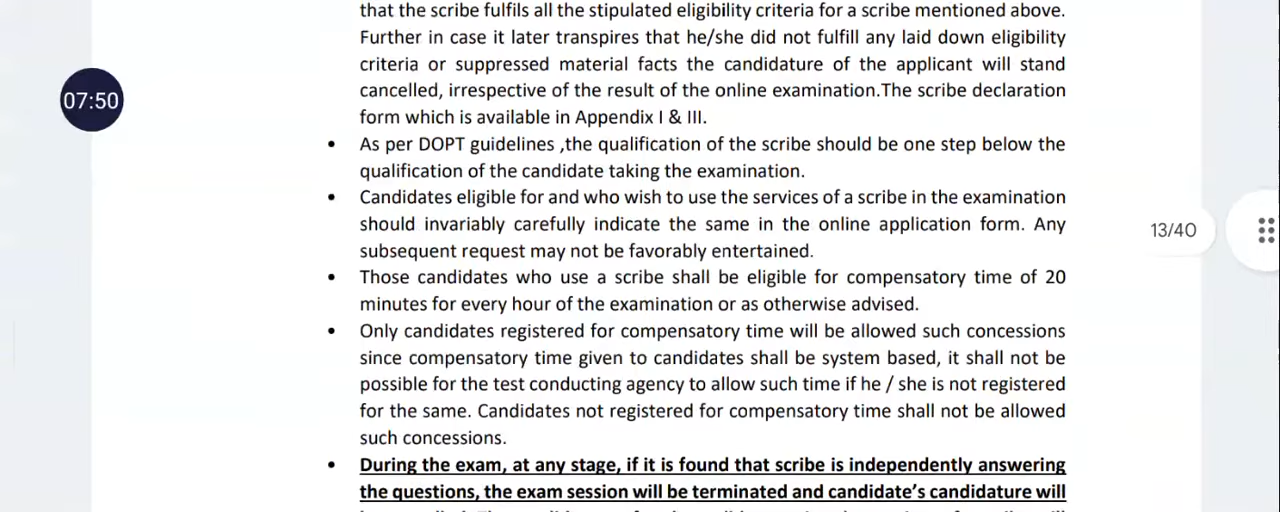 that the scribe fulfils all the stipulated eligibility criteria for a scribe mentioned above.
Further in case it later transpires that he/she did not fulfill any laid down eligibility
criteria or suppressed material facts the candidature of the applicant will stand
cancelled, irrespective of the result of the online examination.The scribe declaration
form which is available in Appendix I & III.
• As per DOPT guidelines ,the qualification of the scribe should be one step below the
qualification of the candidate taking the examination.
• Candidates eligible for and who wish to use the services of a scribe in the examination
should invariably carefully indicate the same in the online application form. Any
subsequent request may not be favorably entertained.
• Those candidates who use a scribe shall be eligible for compensatory time of 20
minutes for every hour of the examination or as otherwise advised.
• Only candidates registered for compensatory time will be allowed such concessions
since compensatory time given to candidates shall be system based, it shall not be
possible for the test conducting agency to allow such time if he / she is not registered
for the same. Candidates not registered for compensatory time shall not be allowed
such concessions.
• During the exam, at any stage, if it is found that scribe is independently answering
the questions, the exam session will be terminated and candidate's candidature will
07:50
13/40